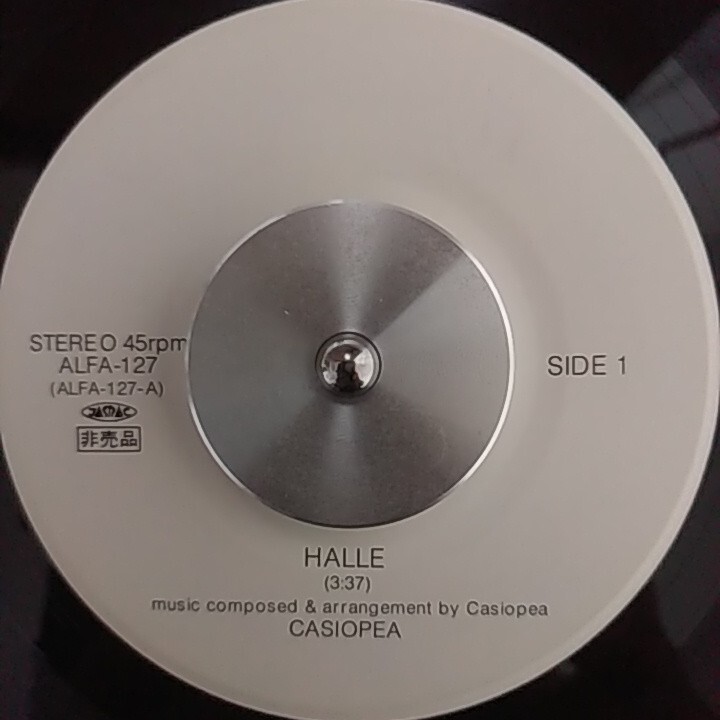 STEREO 45rpm
ALFA-127
(ALFA-127-A)
JASRAC
非売品
SIDE 1
HALLE
(3:37)
music composed & arrangement by Casiopea
CASIOPEA